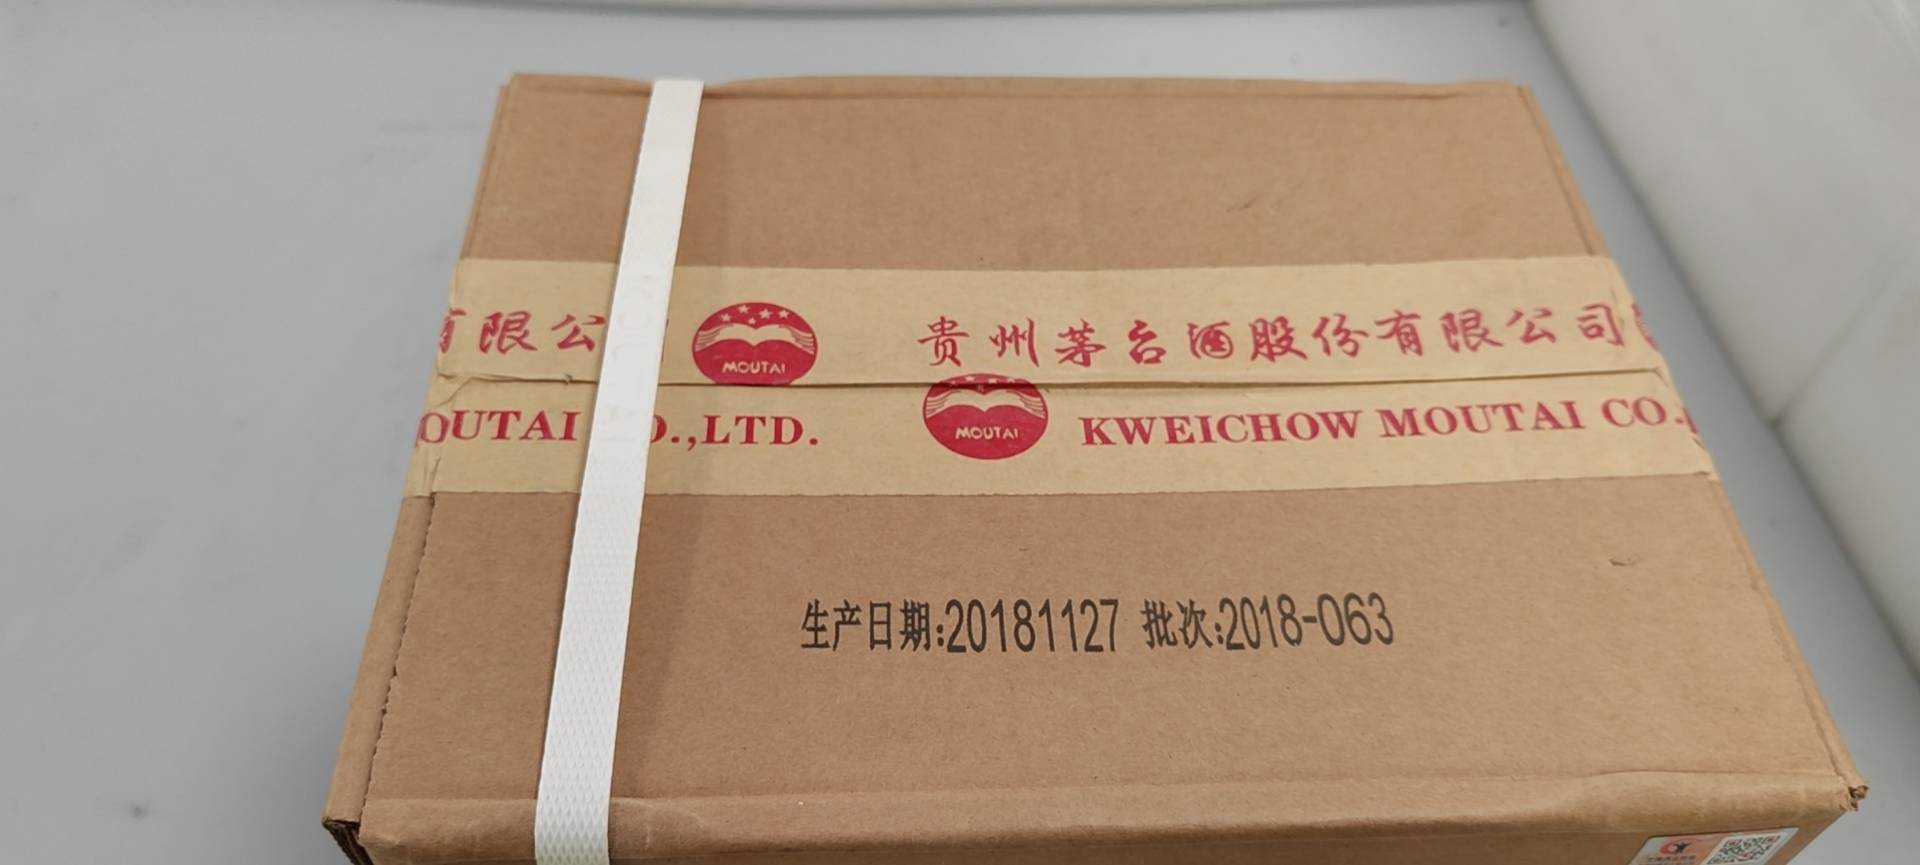 有限公
MOUTAI
贵州茅台酒股份有限公司
OUTAI
.,LTD.
MOUTAI
KWEICHOW MOUTAI CO.,
生产日期:20181127 批次:2018-063